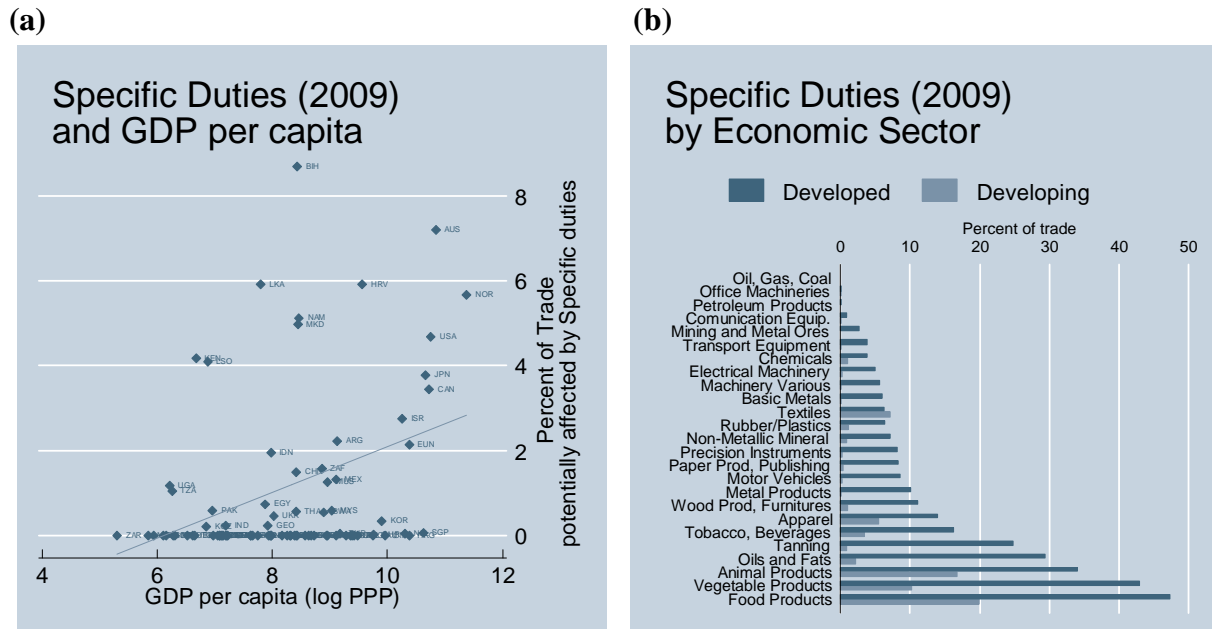 (a)
Specific Duties (2009)
and GDP per capita
BIH
8
AUS
LKA
HRV
6
NOR
NAM
MKD
USA
LSO
4
JPN
CAN
ISR
ARG
EUN
2
IDN
ZAF
MEX
UGA
TZA
EGY
PAK
UKR
KOR
IND
GEO
ZAR
SGP
0
4
6
8
10
12
GDP per capita (log PPP)
Percent of Trade
potentially affected by Specific duties
(b)
Specific Duties (2009)
by Economic Sector
Developed
Developing
Percent of trade
0 10 20 30 40 50
Oil, Gas, Coal
Office Machineries
Petroleum Products
Comunication Equip.
Mining and Metal Ores
Transport Equipment
Chemicals
Electrical Machinery
Machinery Various
Basic Metals
Textiles
Rubber/Plastics
Non-Metallic Mineral
Precision Instruments
Paper Prod, Publishing
Motor Vehicles
Metal Products
Wood Prod, Furnitures
Apparel
Tobacco, Beverages
Tanning
Oils and Fats
Animal Products
Vegetable Products
Food Products